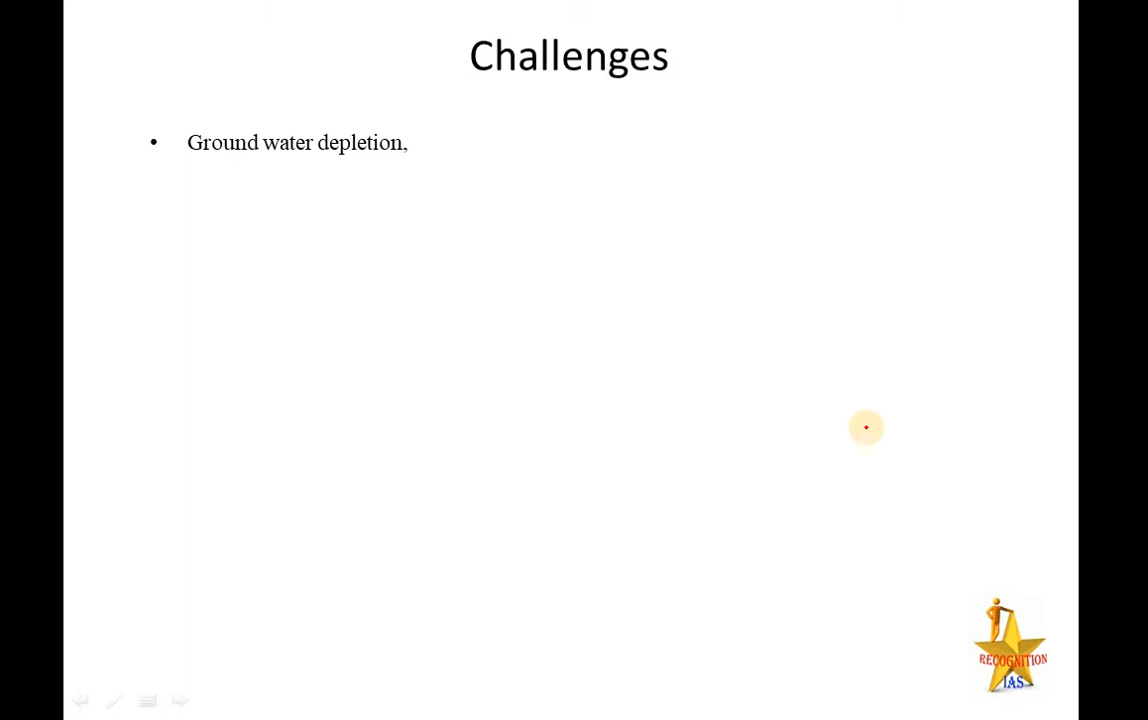 Challenges
• Ground water depletion,
RECOGNITION
IAS